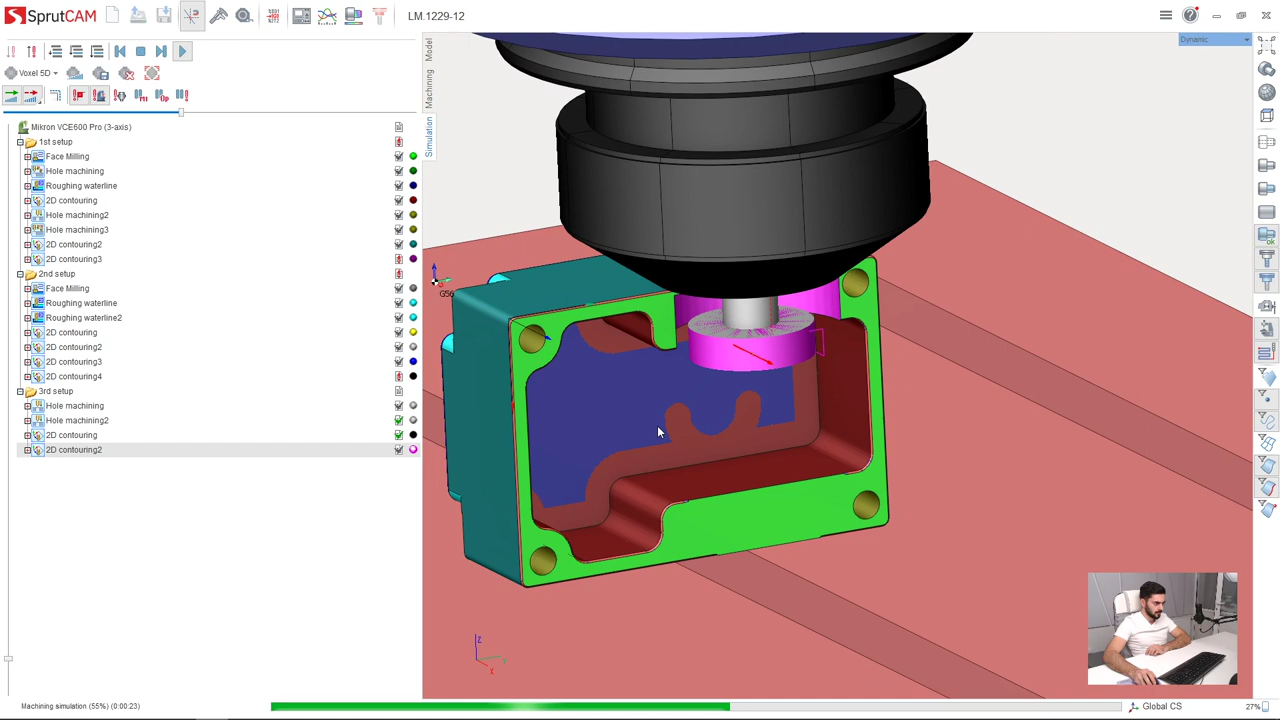 SprutCAM
LM.1229-12
Dynamic
Voxel 5D
Model
Machining
Simulation
Mikron VCE600 Pro (3-axis)
1st setup
Face Milling
Hole machining
Roughing waterline
2D contouring
Hole machining2
Hole machining3
2D contouring2
2D contouring3
2nd setup
Face Milling
Roughing waterline
Roughing waterline2
2D contouring
2D contouring2
2D contouring3
2D contouring4
3rd setup
Hole machining
Hole machining2
2D contouring
2D contouring2
G56
Z
Y
X
Machining simulation (55%) (0:00:23)
Global CS
27%